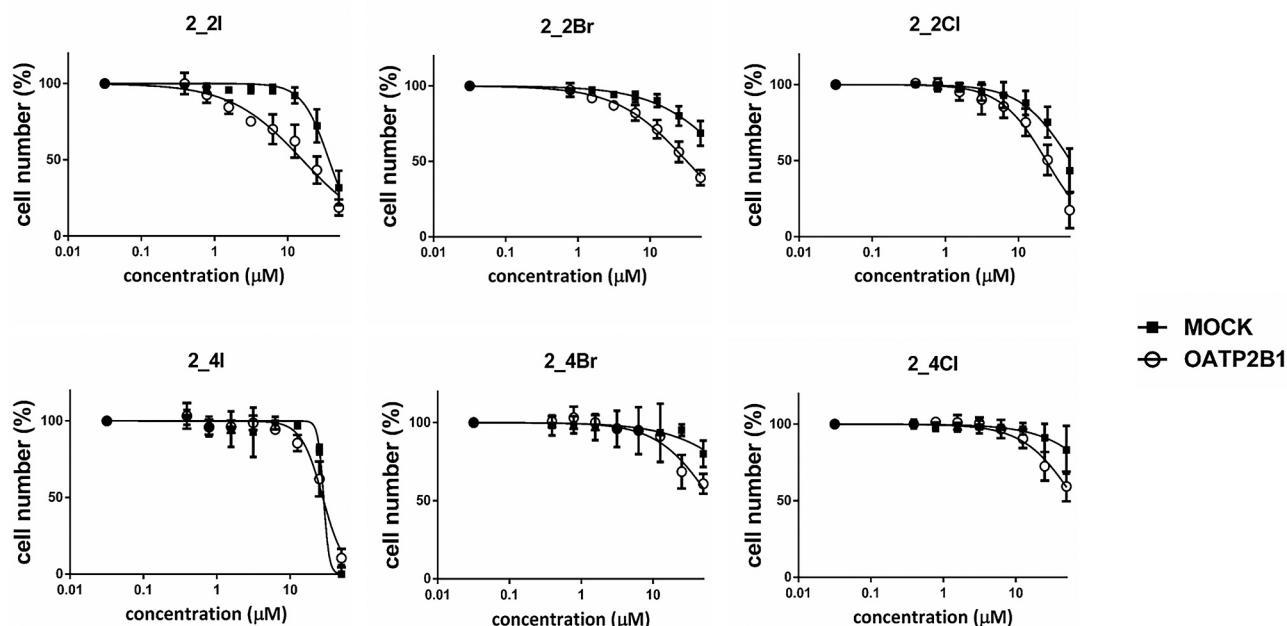 2_2I
cell number (%)
100
50
0
0.01
0.1
1
10
concentration (µM)
2_2Br
cell number (%)
100
50
0
0.01
0.1
1
10
concentration (µM)
2_2Cl
cell number (%)
100
50
0
0.01
0.1
1
10
concentration (µM)
MOCK
OATP2B1
2_4I
cell number (%)
100
50
0
0.01
0.1
1
10
concentration (µM)
2_4Br
cell number (%)
100
50
0
0.01
0.1
1
10
concentration (µM)
2_4Cl
cell number (%)
100
50
0
0.01
0.1
1
10
concentration (µM)